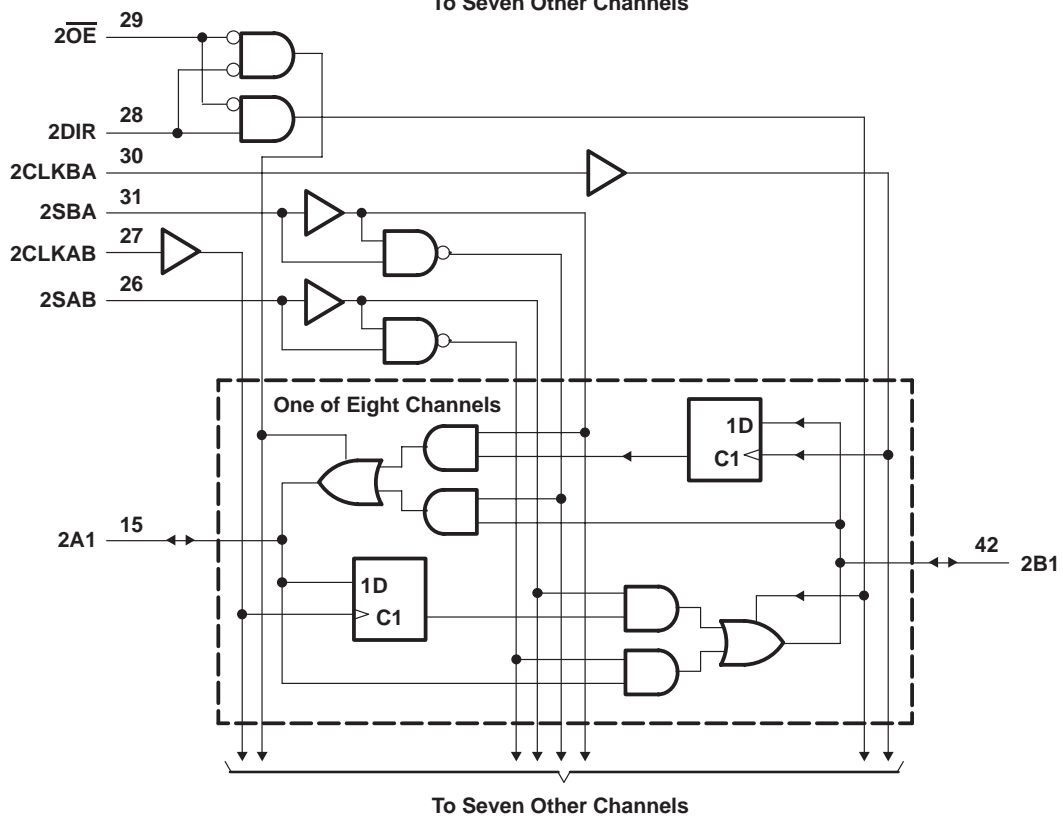 To Seven Other Channels
2O̅E̅ 29
2DIR 28
2CLKBA 30
2SBA 31
2CLKAB 27
2SAB 26
One of Eight Channels
1D
C1
2A1 15
42 2B1
1D
C1
To Seven Other Channels